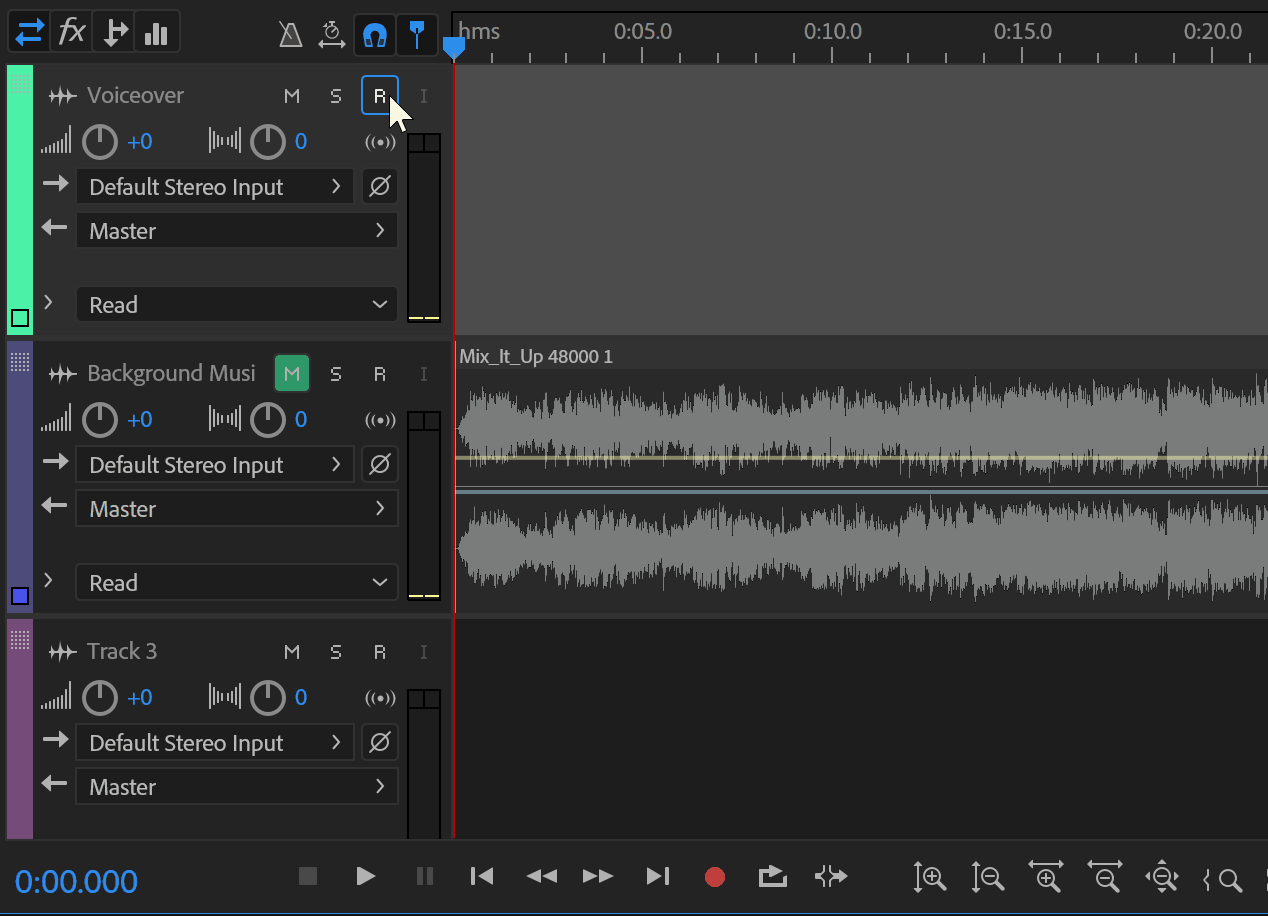 fx
hms 0:05.0 0:10.0 0:15.0 0:20.0
Voiceover M S R I
+0 0
Default Stereo Input
Master
Read
Background Musi M S R I
+0 0
Default Stereo Input
Master
Read
Mix_It_Up 48000 1
Track 3 M S R I
+0 0
Default Stereo Input
Master
0:00.000